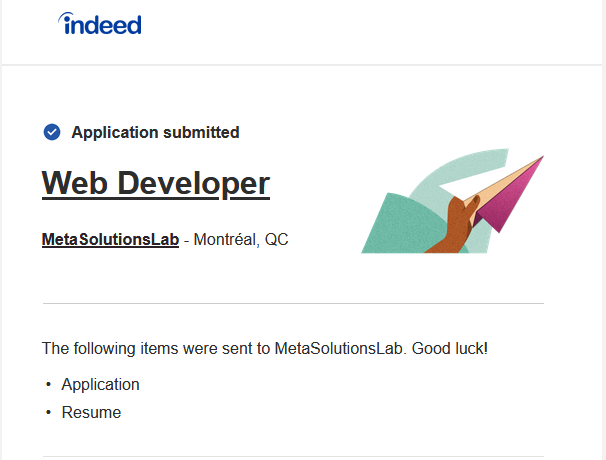 indeed
Application submitted
Web Developer
MetaSolutionsLab - Montréal, QC
The following items were sent to MetaSolutionsLab. Good luck!
• Application
• Resume